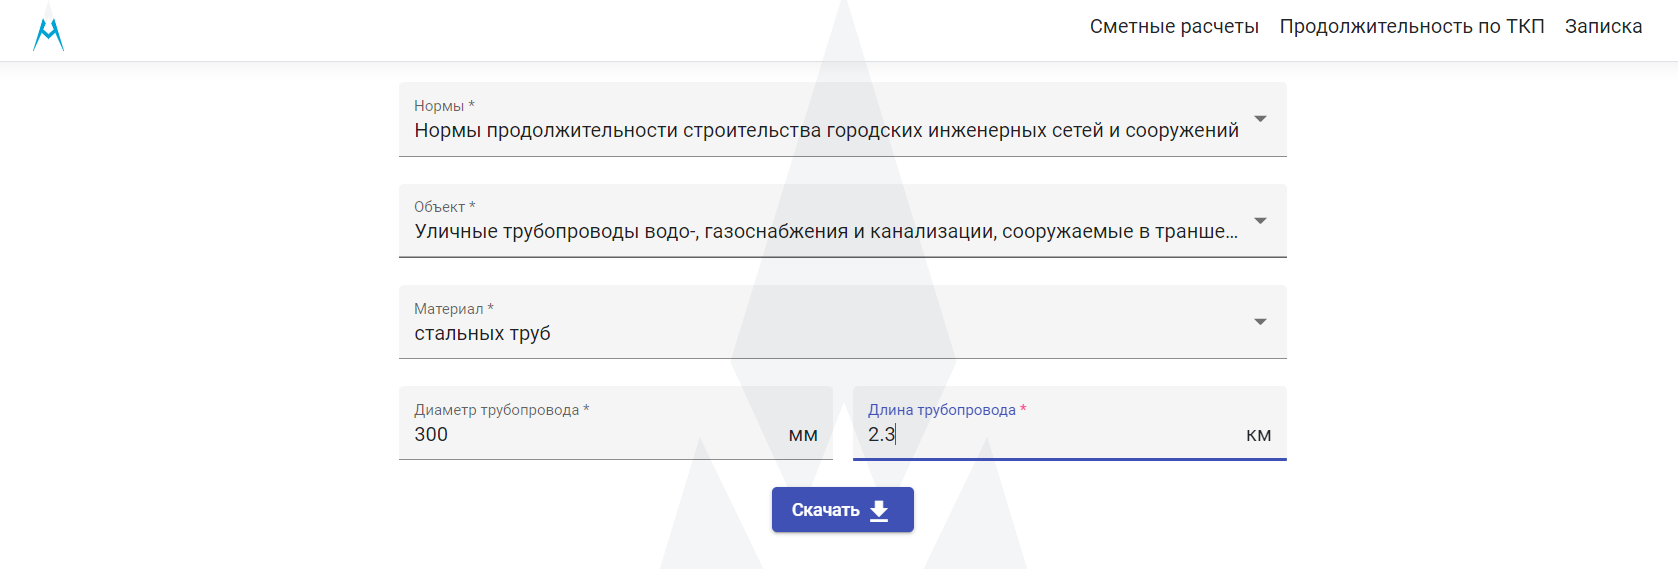 Сметные расчеты Продолжительность по ТКП Записка
Нормы *
Нормы продолжительности строительства городских инженерных сетей и сооружений
Объект *
Уличные трубопроводы водо-, газоснабжения и канализации, сооружаемые в транше...
Материал *
стальных труб
Диаметр трубопровода *
300 мм
Длина трубопровода *
2.3 км
Скачать